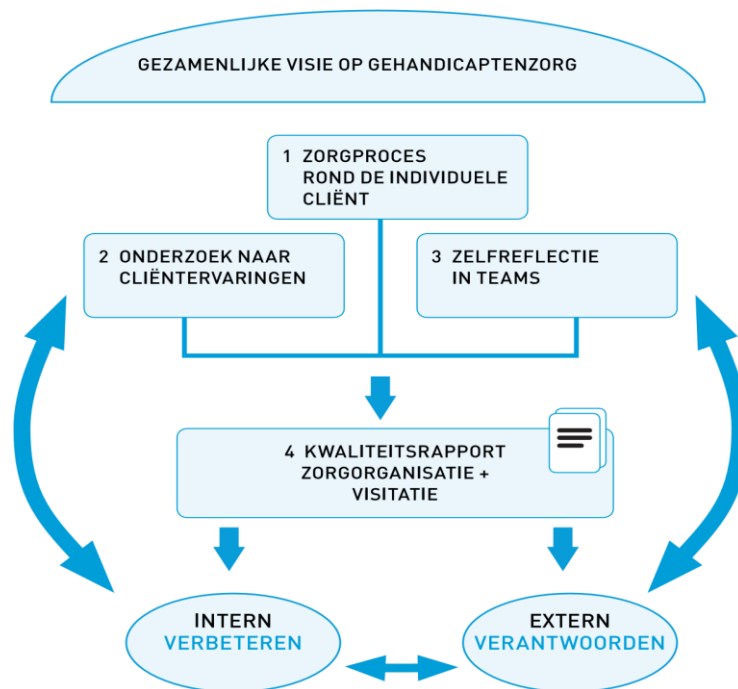 GEZAMENLIJKE VISIE OP GEHANDICAPTENZORG
1 ZORGPROCES
ROND DE INDIVIDUELE
CLIËNT
2 ONDERZOEK NAAR
CLIËNTERVARINGEN
3 ZELFREFLECTIE
IN TEAMS
4 KWALITEITSRAPPORT
ZORGORGANISATIE +
VISITATIE
INTERN
VERBETEREN
EXTERN
VERANTWOORDEN